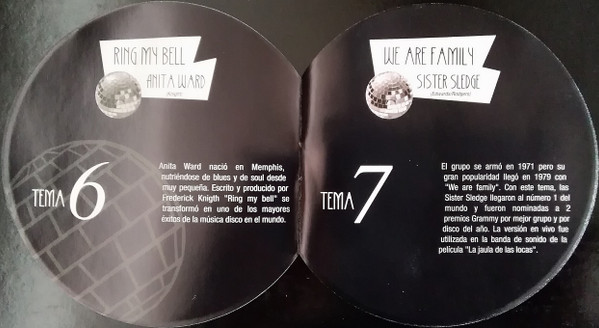 RING MY BELL
ANITA WARD
(Knigth)
TEMA 6
Anita Ward nació en Memphis,
nutriéndose de blues y de soul desde
muy pequeña. Escrito y producido por
Frederick Knigth "Ring my bell" se
transformó en uno de los mayores
éxitos de la música disco en el mundo.
WE ARE FAMILY
SISTER SLEDGE
(Edwards/Rodgers)
TEMA 7
El grupo se armó en 1971 pero su
gran popularidad llegó en 1979 con
"We are family". Con este tema, las
Sister Sledge llegaron al número 1 del
mundo y fueron nominadas a 2
premios Grammy por mejor grupo y por
disco del año. La versión en vivo fue
utilizada en la banda de sonido de la
película "La jaula de las locas".